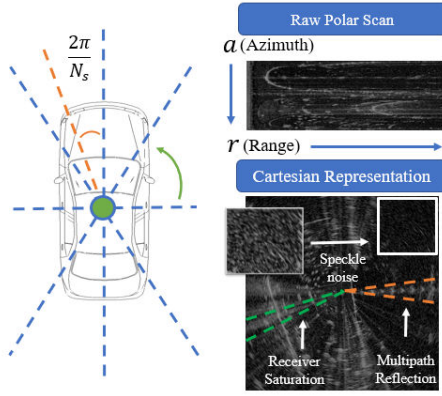 2π
N_s
Raw Polar Scan
a (Azimuth)
r (Range)
Cartesian Representation
Speckle
noise
Receiver
Saturation
Multipath
Reflection